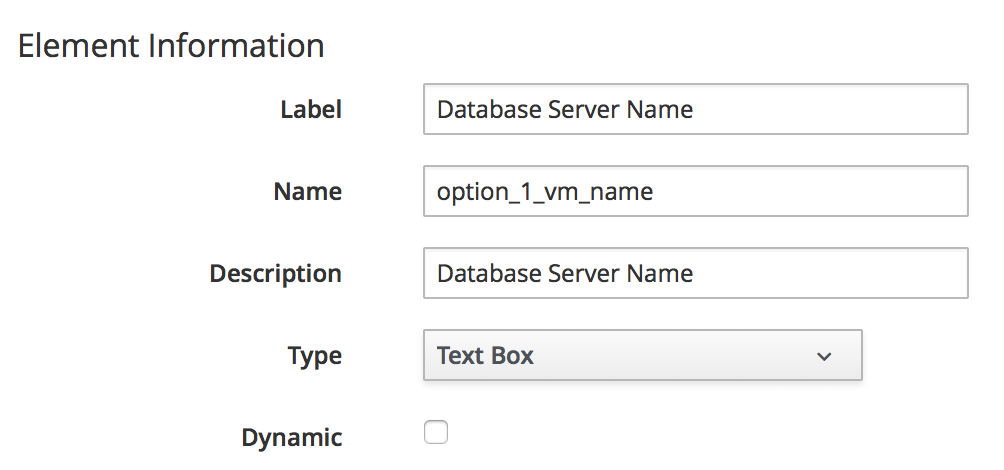 Element Information
Label Database Server Name
Name option_1_vm_name
Description Database Server Name
Type Text Box
Dynamic